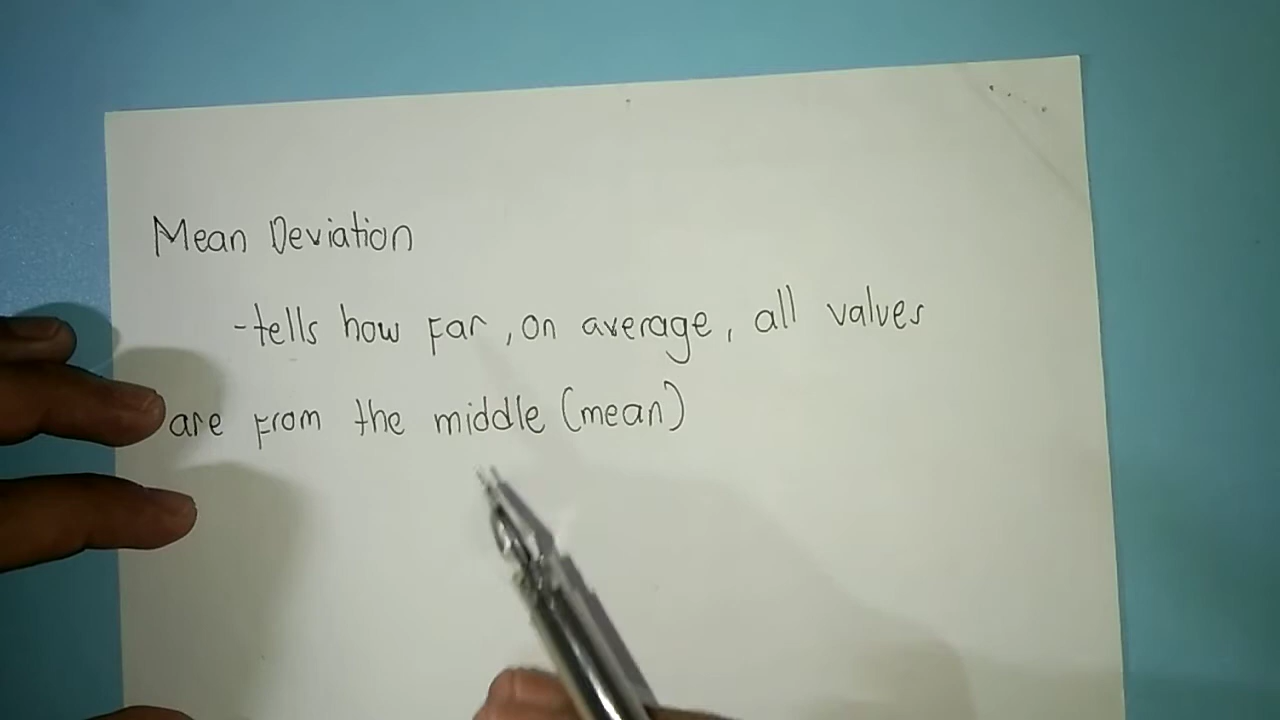 Mean Deviation
-tells how far, on average, all values
are from the middle (mean)